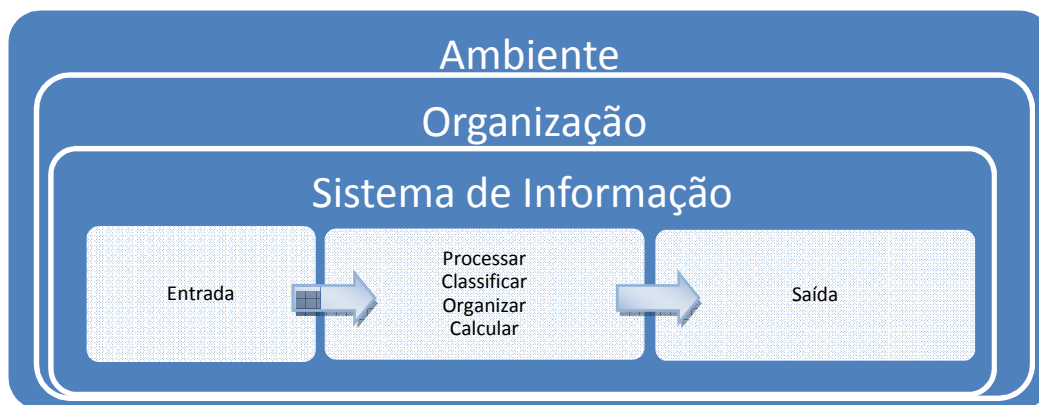 Ambiente
Organização
Sistema de Informação
Entrada
Processar
Classificar
Organizar
Calcular
Saída